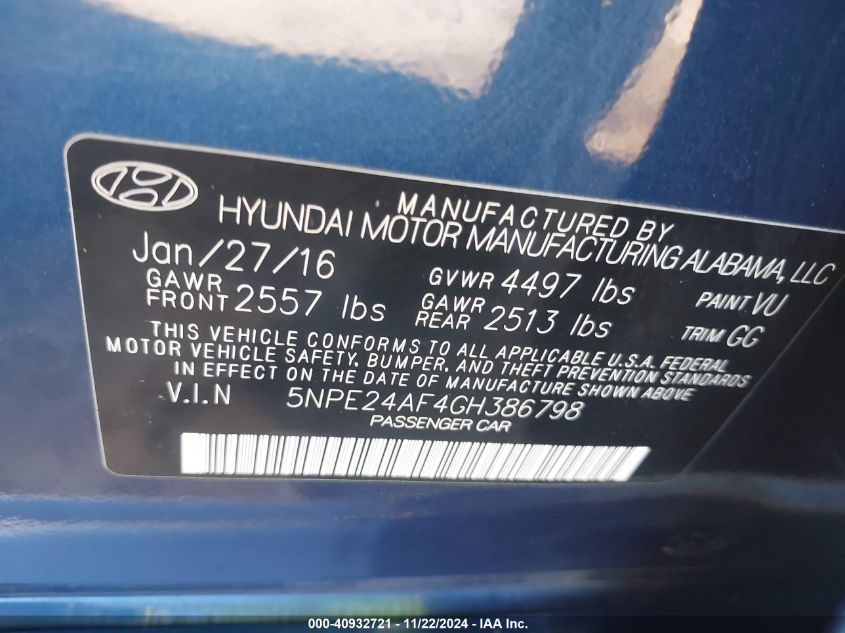 MANUFACTURED BY
HYUNDAI MOTOR MANUFACTURING ALABAMA, LLC
Jan/27/16
GVWR 4497 lbs
PAINT VU
GAWR FRONT 2557 lbs
GAWR REAR 2513 lbs
TRIM GG
THIS VEHICLE CONFORMS TO ALL APPLICABLE U.S.A. FEDERAL
MOTOR VEHICLE SAFETY, BUMPER, AND THEFT PREVENTION STANDARDS
IN EFFECT ON THE DATE OF MANUFACTURE SHOWN ABOVE
V.I.N 5NPE24AF4GH386798
PASSENGER CAR
000-40932721 - 11/22/2024 - IAA Inc.